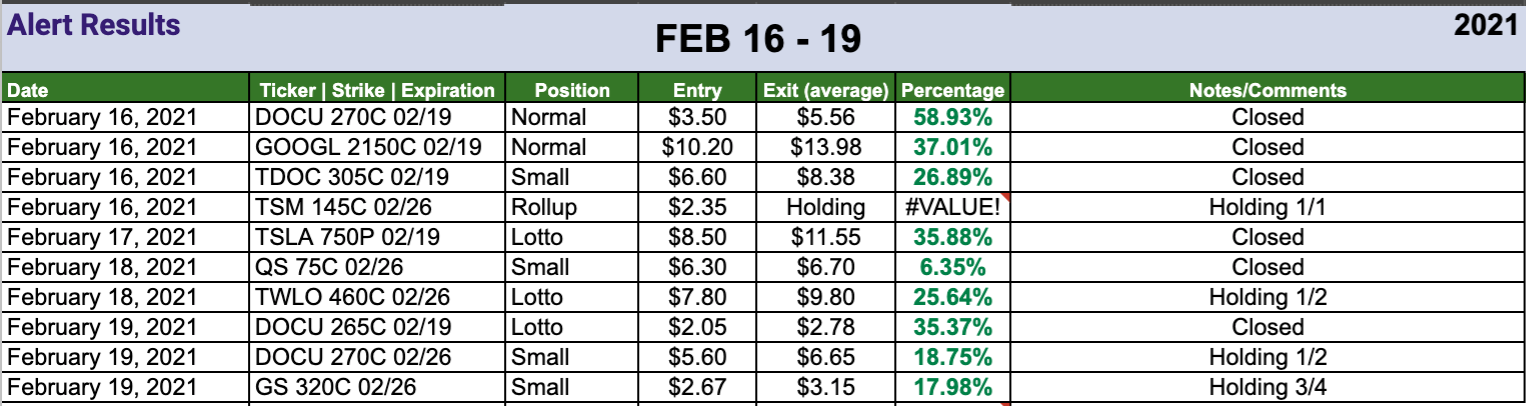 Alert Results
FEB 16 - 19
2021
Date Ticker | Strike | Expiration Position Entry Exit (average) Percentage Notes/Comments
February 16, 2021 DOCU 270C 02/19 Normal $3.50 $5.56 58.93% Closed
February 16, 2021 GOOGL 2150C 02/19 Normal $10.20 $13.98 37.01% Closed
February 16, 2021 TDOC 305C 02/19 Small $6.60 $8.38 26.89% Closed
February 16, 2021 TSM 145C 02/26 Rollup $2.35 Holding #VALUE! Holding 1/1
February 17, 2021 TSLA 750P 02/19 Lotto $8.50 $11.55 35.88% Closed
February 18, 2021 QS 75C 02/26 Small $6.30 $6.70 6.35% Closed
February 18, 2021 TWLO 460C 02/26 Lotto $7.80 $9.80 25.64% Holding 1/2
February 19, 2021 DOCU 265C 02/19 Lotto $2.05 $2.78 35.37% Closed
February 19, 2021 DOCU 270C 02/26 Small $5.60 $6.65 18.75% Holding 1/2
February 19, 2021 GS 320C 02/26 Small $2.67 $3.15 17.98% Holding 3/4